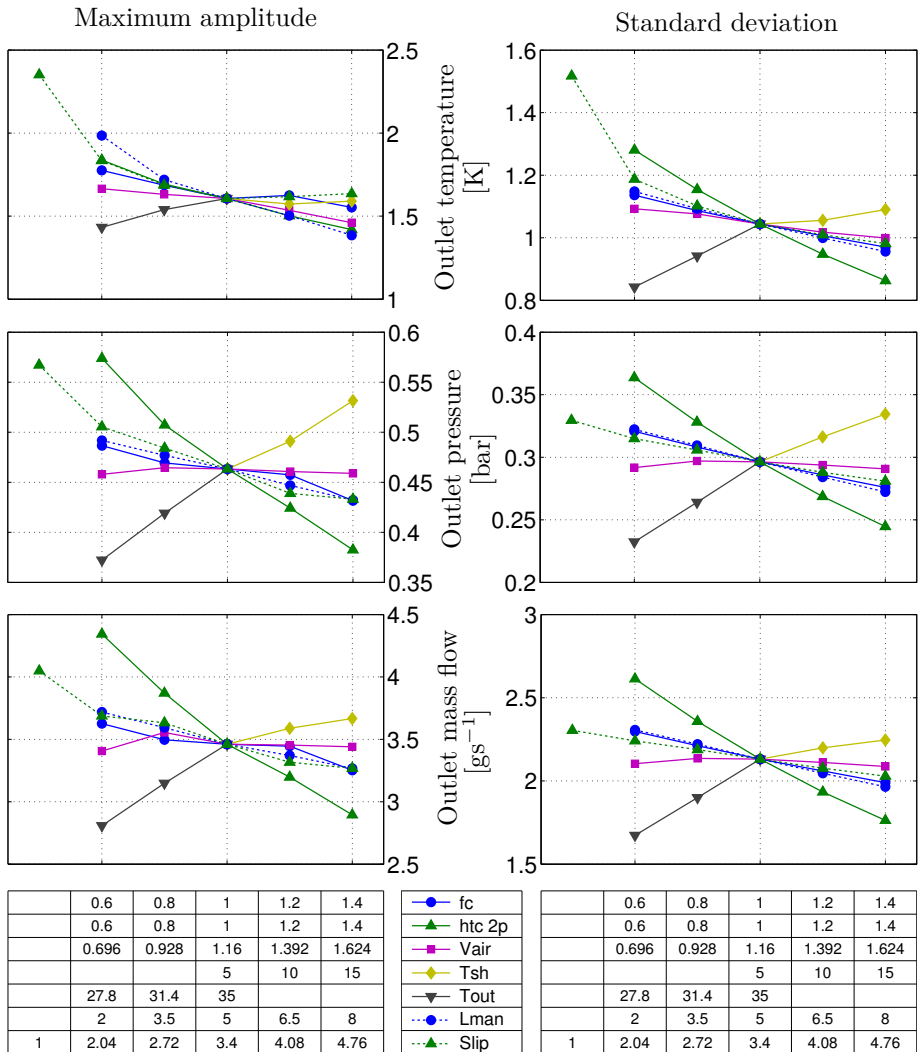 Maximum amplitude
Standard deviation
2.5
2
1.5
1
Outlet temperature
[K]
1.6
1.4
1.2
1
0.8
0.6
0.55
0.5
0.45
0.4
0.35
Outlet pressure
[bar]
0.4
0.35
0.3
0.25
0.2
4.5
4
3.5
3
2.5
Outlet mass flow
[gs−1]
3
2.5
2
1.5
0.6 0.8 1 1.2 1.4
0.6 0.8 1 1.2 1.4
0.696 0.928 1.16 1.392 1.624
5 10 15
27.8 31.4 35
2 3.5 5 6.5 8
1 2.04 2.72 3.4 4.08 4.76
fc
htc 2p
Vair
Tsh
Tout
Lman
Slip
0.6 0.8 1 1.2 1.4
0.6 0.8 1 1.2 1.4
0.696 0.928 1.16 1.392 1.624
5 10 15
27.8 31.4 35
2 3.5 5 6.5 8
1 2.04 2.72 3.4 4.08 4.76